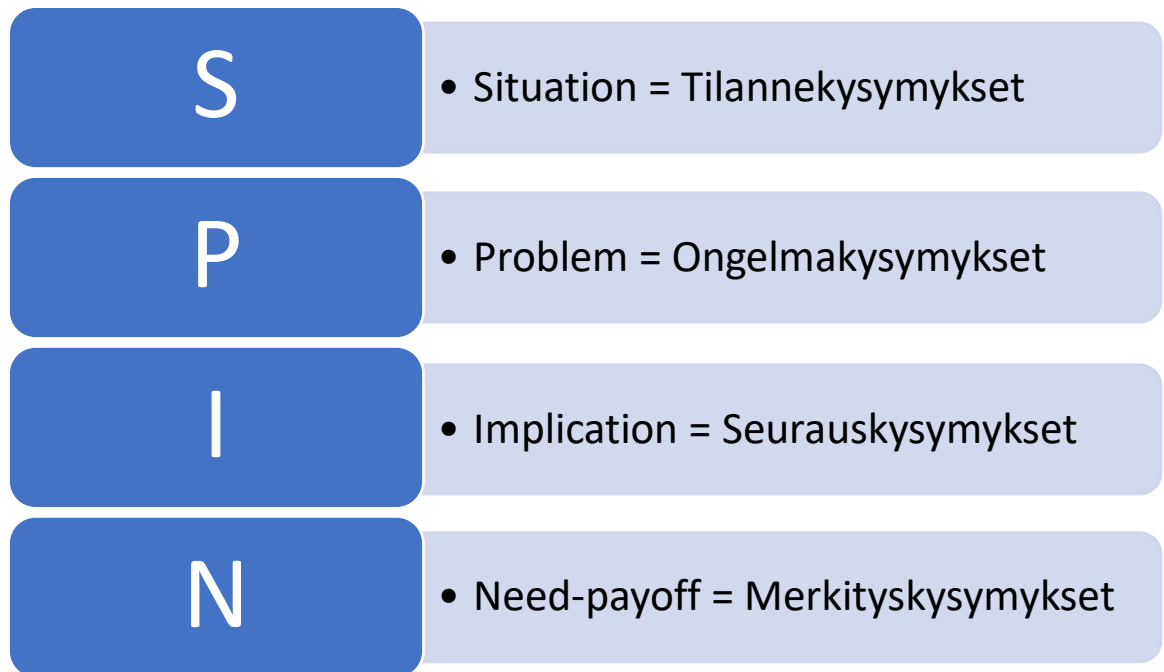 S
• Situation = Tilannekysymykset
P
• Problem = Ongelmakysymykset
I
• Implication = Seurauskysymykset
N
• Need-payoff = Merkityskysymykset